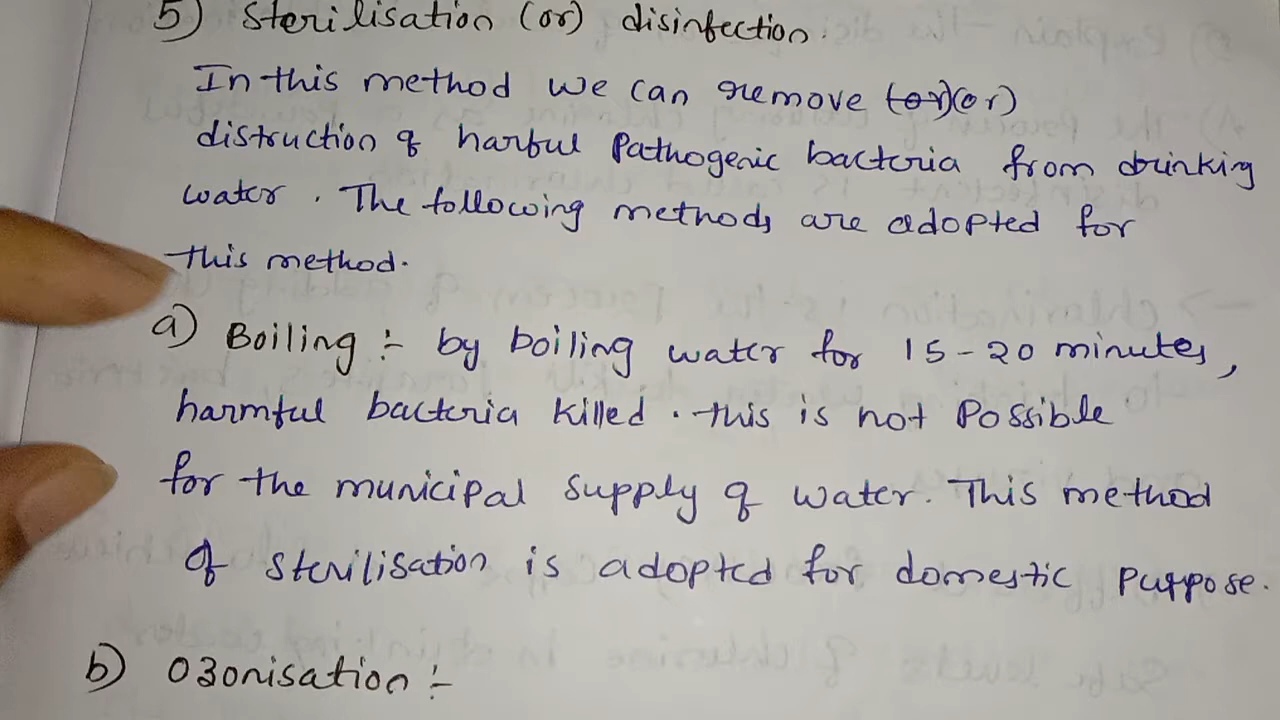 5) Sterilisation (or) disinfection.
In this method we can remove (or)(or)
distruction of harful pathogenic bacteria from drinking
water. The following methods are adopted for
this method.
a) Boiling :- by boiling water for 15-20 minutes,
harmful bacteria killed. this is not possible
for the municipal supply of water. This method
of sterilisation is adopted for domestic purpose.
b) Ozonisation :-